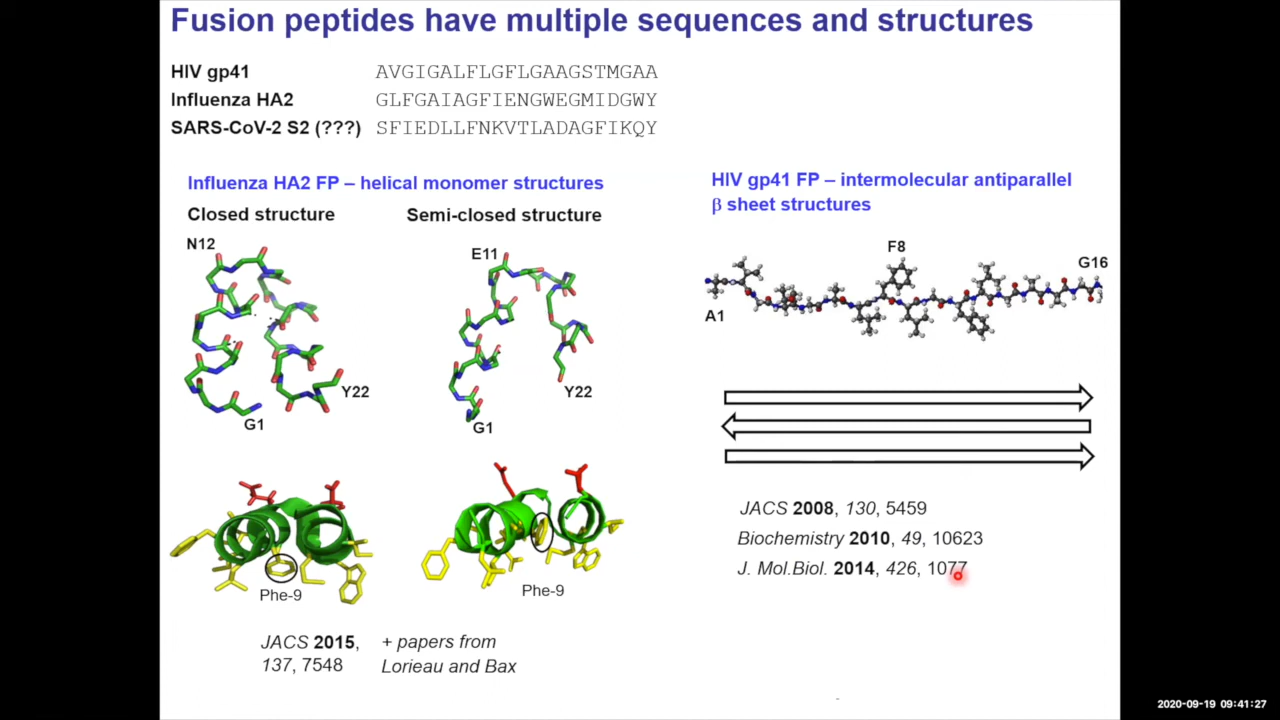 Fusion peptides have multiple sequences and structures
HIV gp41 AVGIGALFLGFLGAAGSTMGAA
Influenza HA2 GLFGAIAGFIENGWEGMIDGWY
SARS-CoV-2 S2 (???) SFIEDLLFNKVTLADAGFIKQY
Influenza HA2 FP – helical monomer structures
Closed structure
Semi-closed structure
N12
E11
Y22
Y22
G1
G1
Phe-9
Phe-9
JACS 2015,
137, 7548
+ papers from
Lorieau and Bax
HIV gp41 FP – intermolecular antiparallel
β sheet structures
F8
G16
A1
JACS 2008, 130, 5459
Biochemistry 2010, 49, 10623
J. Mol.Biol. 2014, 426, 1077
2020-09-19 09:41:27